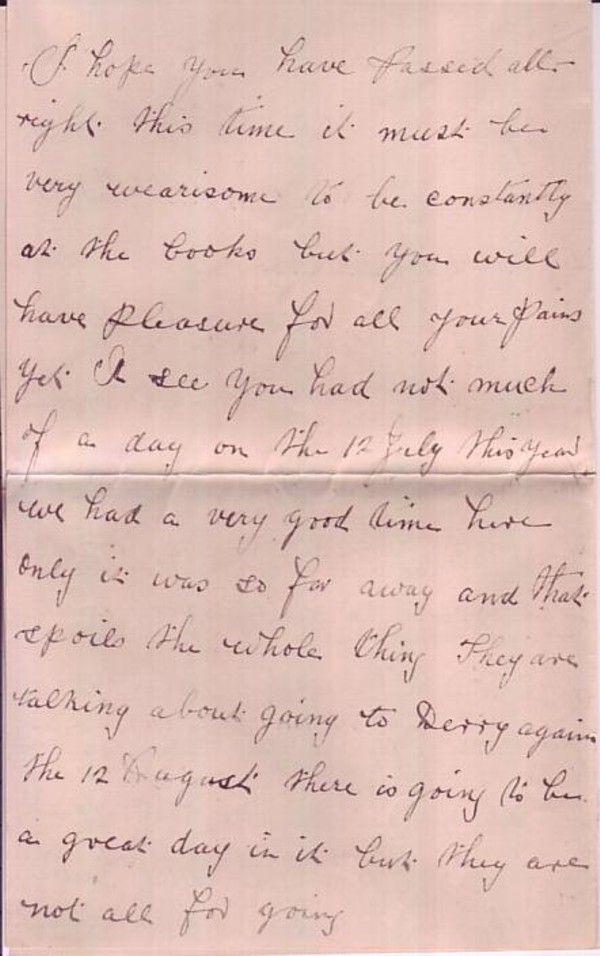 I hope you have passed all
right this time it must be
very wearisome to be constantly
at the books but you will
have pleasure for all your pains
yet I see you had not much
of a day on the 12 July this year
we had a very good time here
only it was so far away and that
spoils the whole thing They are
talking about going to Derry again
the 12 August there is going to be
a great day in it but they are
not all for going